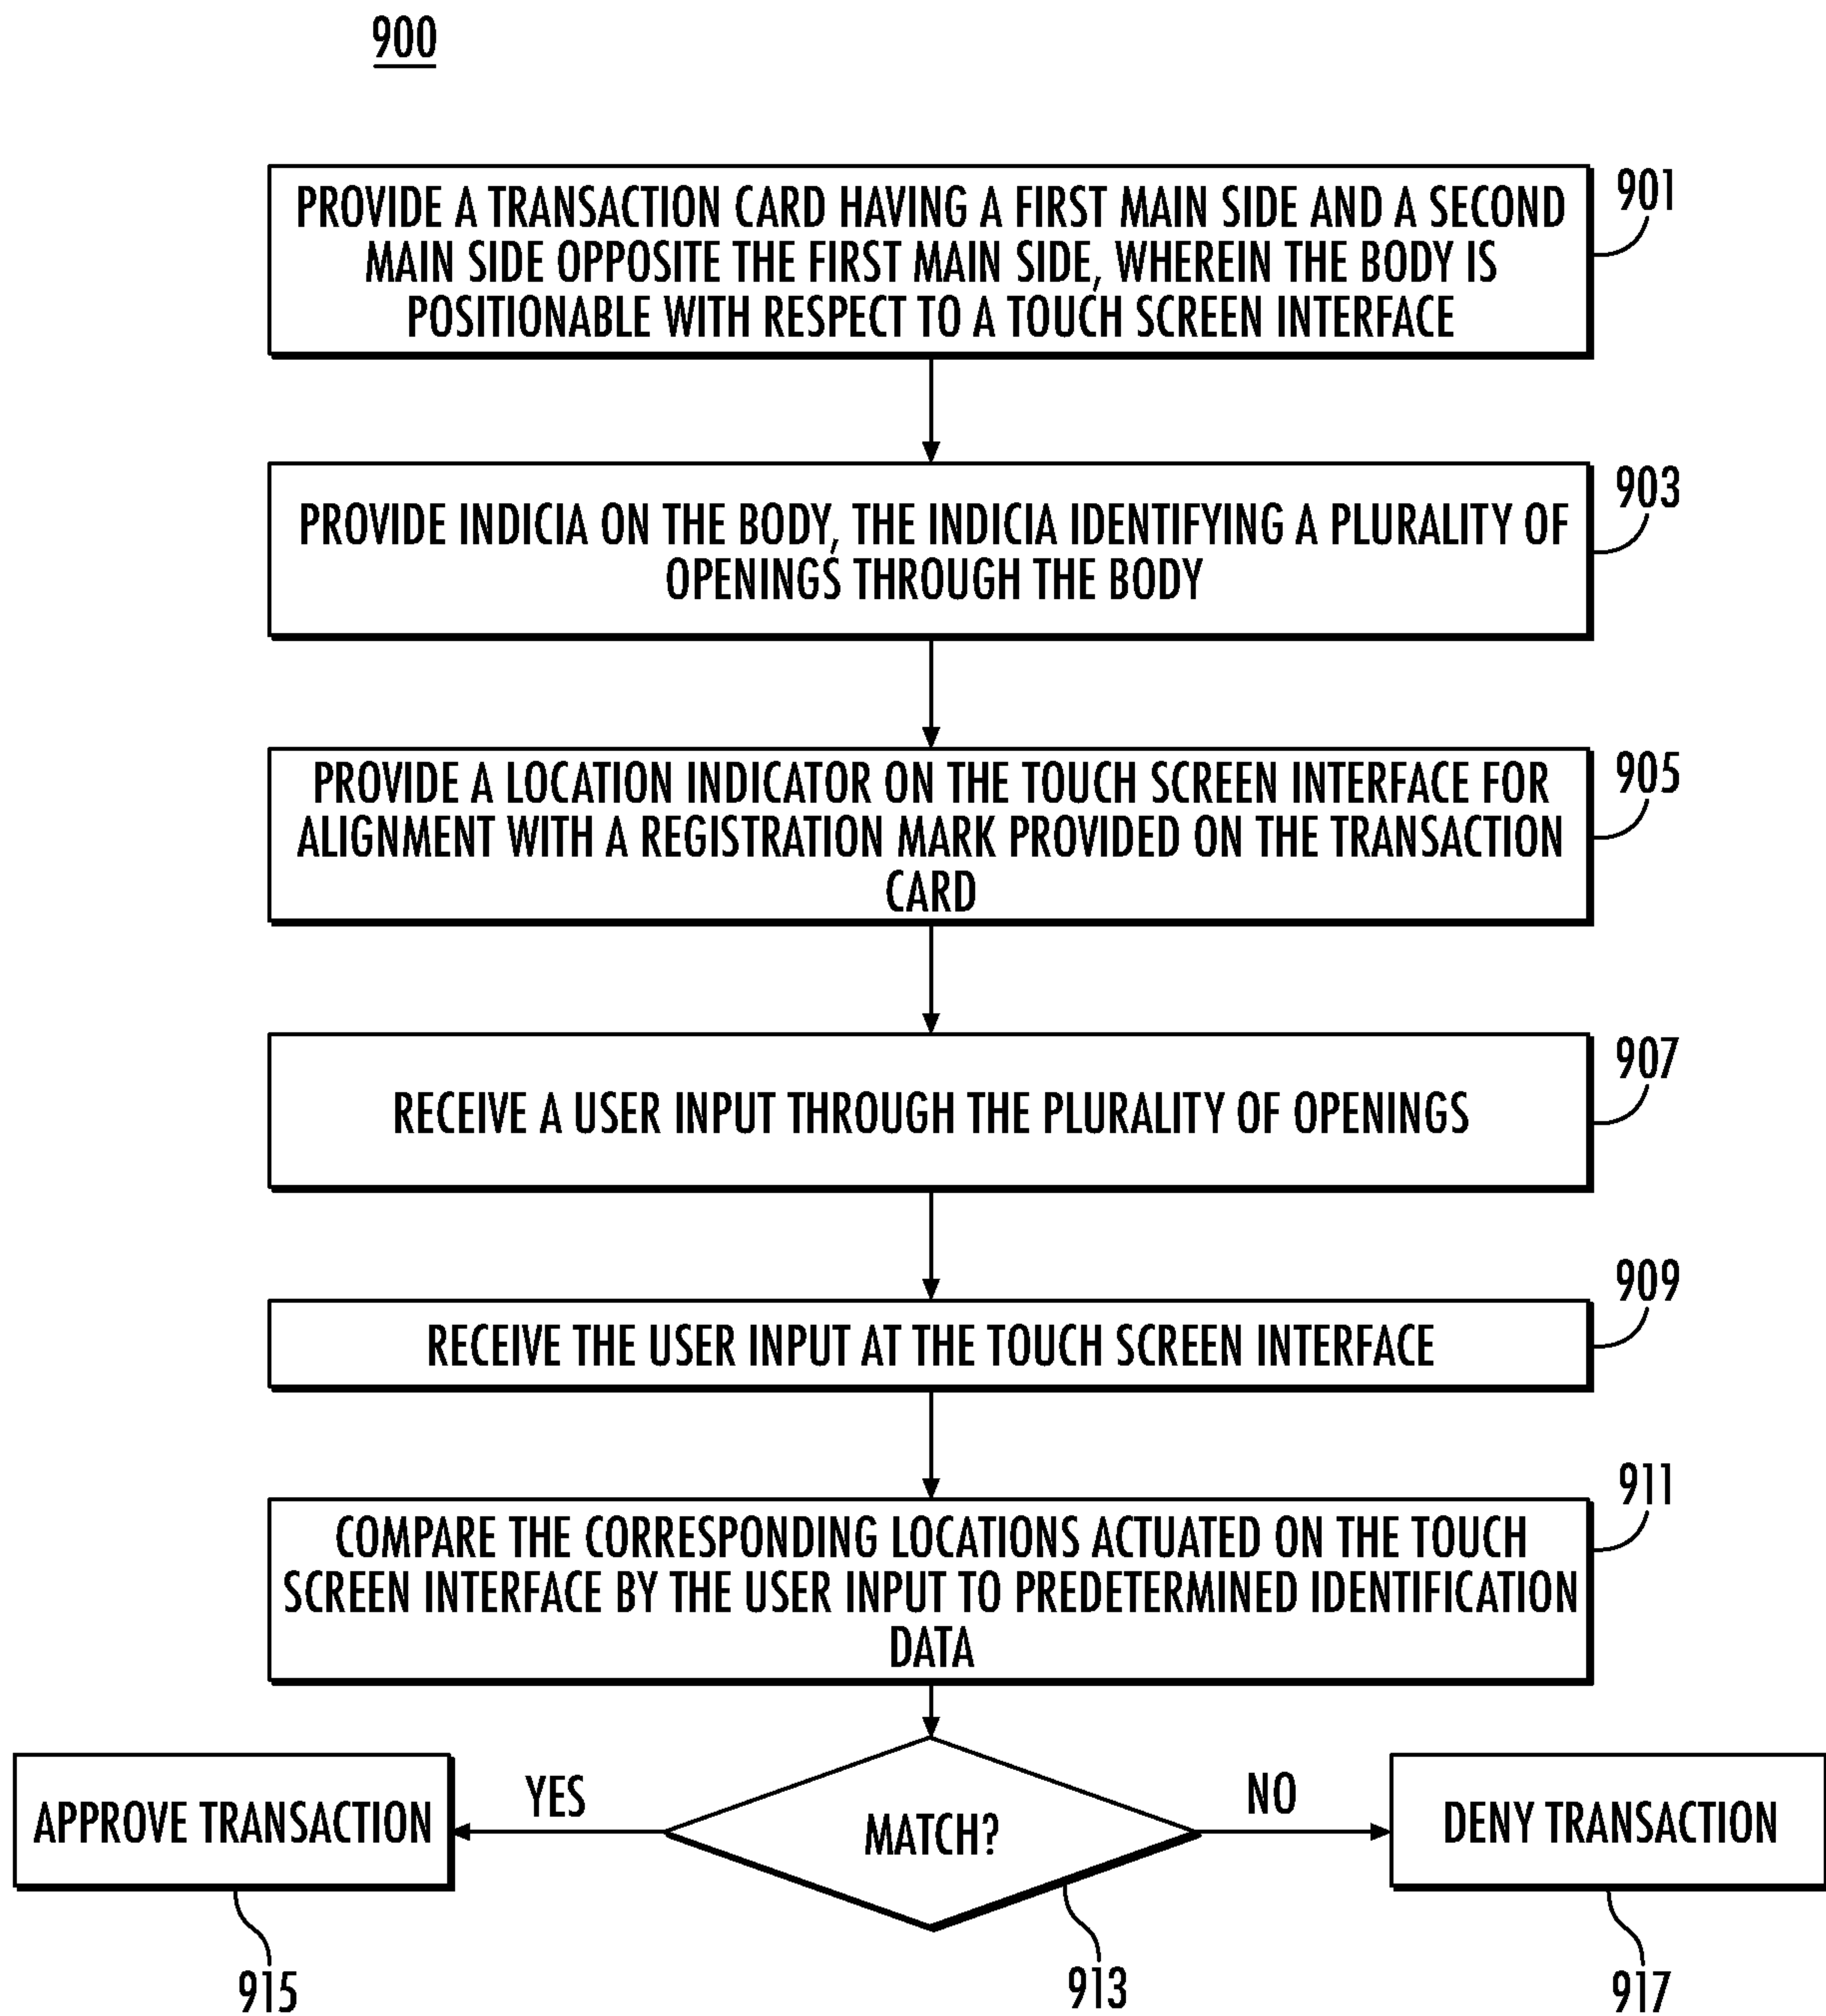 900
PROVIDE A TRANSACTION CARD HAVING A FIRST MAIN SIDE AND A SECOND
MAIN SIDE OPPOSITE THE FIRST MAIN SIDE, WHEREIN THE BODY IS
POSITIONABLE WITH RESPECT TO A TOUCH SCREEN INTERFACE
901
PROVIDE INDICIA ON THE BODY, THE INDICIA IDENTIFYING A PLURALITY OF
OPENINGS THROUGH THE BODY
903
PROVIDE A LOCATION INDICATOR ON THE TOUCH SCREEN INTERFACE FOR
ALIGNMENT WITH A REGISTRATION MARK PROVIDED ON THE TRANSACTION
CARD
905
RECEIVE A USER INPUT THROUGH THE PLURALITY OF OPENINGS
907
RECEIVE THE USER INPUT AT THE TOUCH SCREEN INTERFACE
909
COMPARE THE CORRESPONDING LOCATIONS ACTUATED ON THE TOUCH
SCREEN INTERFACE BY THE USER INPUT TO PREDETERMINED IDENTIFICATION
DATA
911
APPROVE TRANSACTION
YES
MATCH?
NO
DENY TRANSACTION
915
913
917